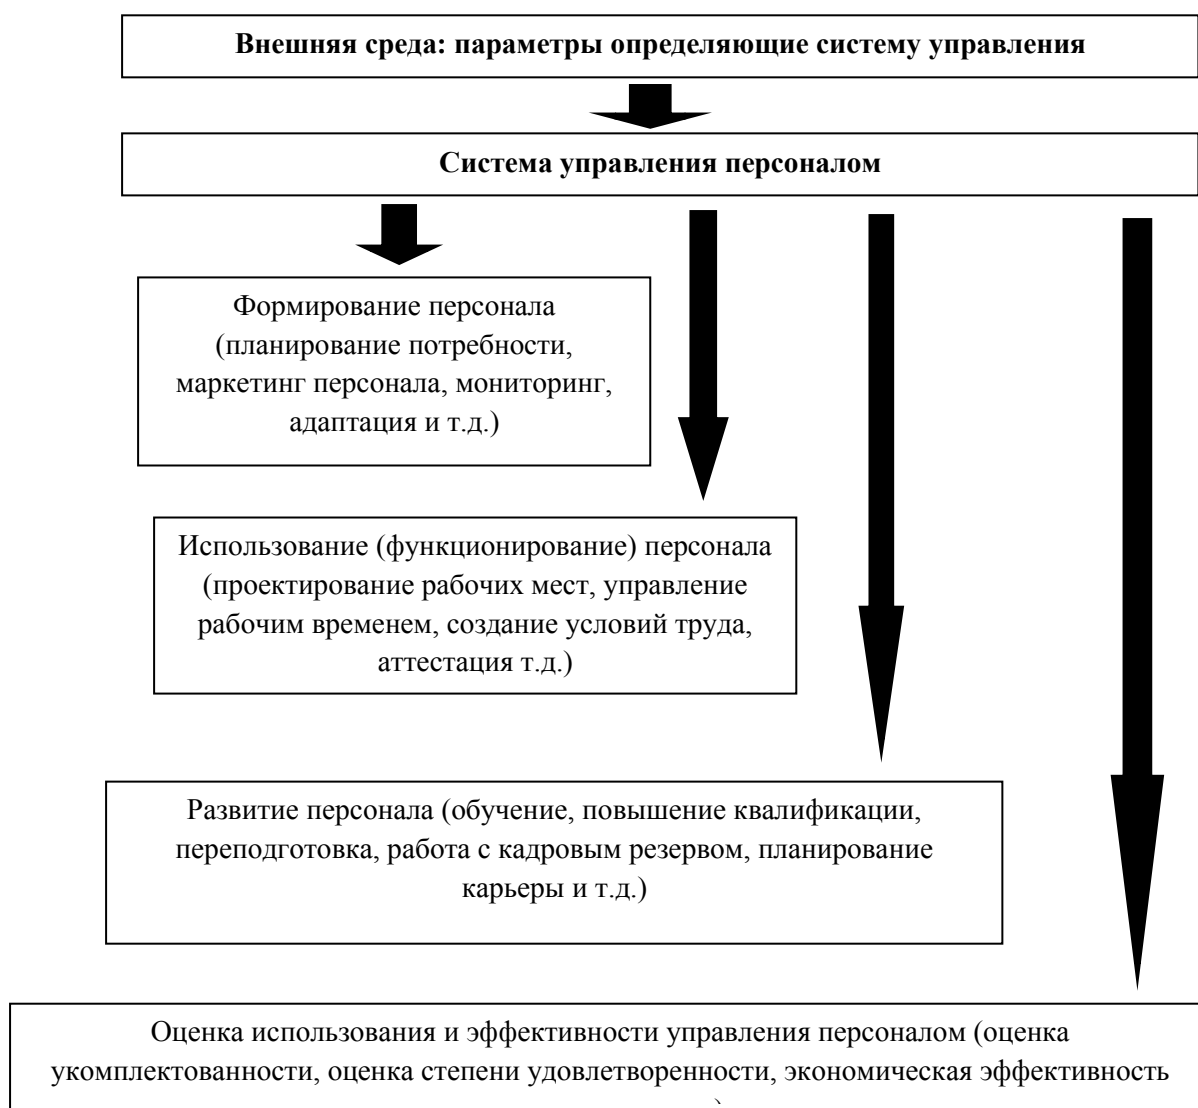 Внешняя среда: параметры определяющие систему управления
Система управления персоналом
Формирование персонала
(планирование потребности,
маркетинг персонала, мониторинг,
адаптация и т.д.)
Использование (функционирование) персонала
(проектирование рабочих мест, управление
рабочим временем, создание условий труда,
аттестация т.д.)
Развитие персонала (обучение, повышение квалификации,
переподготовка, работа с кадровым резервом, планирование
карьеры и т.д.)
Оценка использования и эффективности управления персоналом (оценка
укомплектованности, оценка степени удовлетворенности, экономическая эффективность